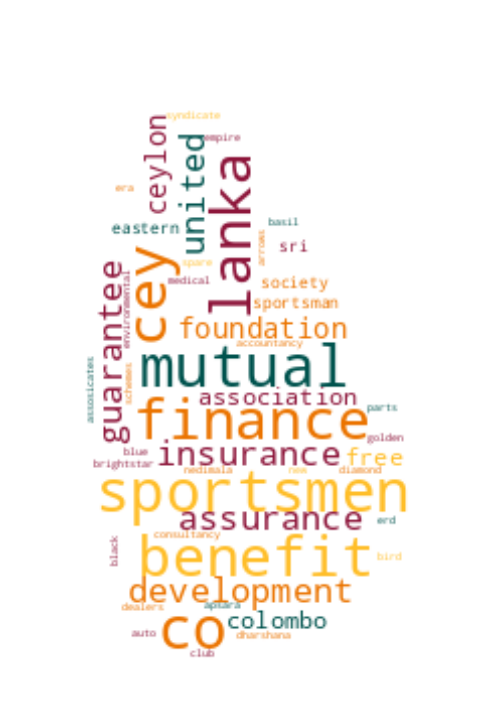 syndicate
ceylon
united
empire
lanka
era
eastern
basil
sri
arrows
cey
spare
medical
guarantee
environmental
society
sportsman
foundation
accountancy
mutual
assosicates
schemes
association
parts
finance
golden
blue
insurance
free
brightstar
nedimala
new
diamond
sportsmen
assurance
erd
black
consultancy
benefit
bird
development
dealers
apsara
co
colombo
auto
dharshana
club